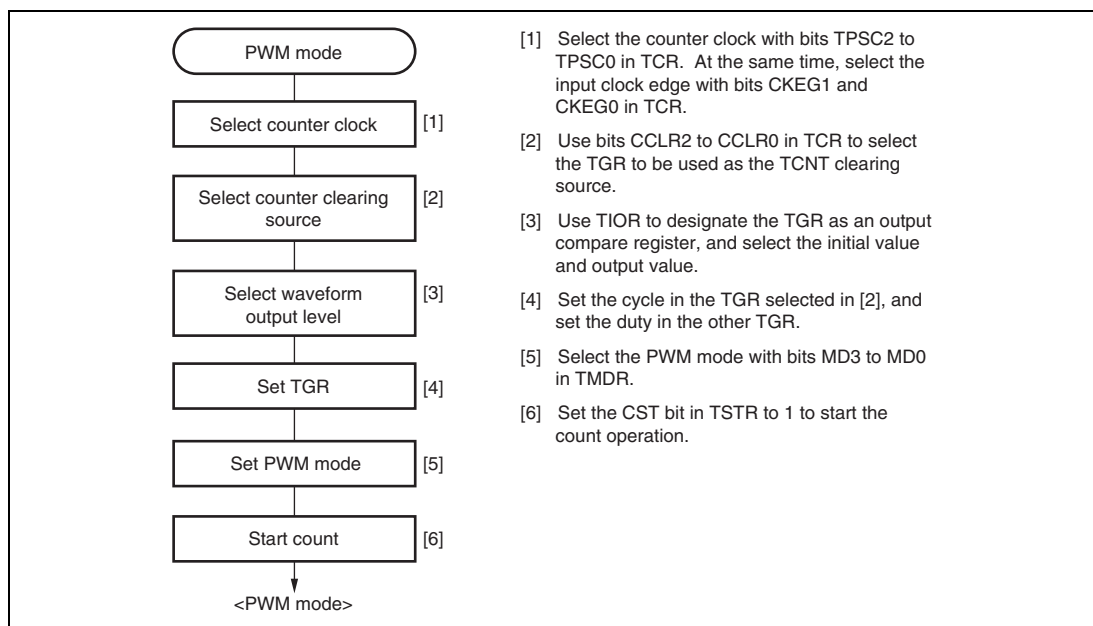 PWM mode
Select counter clock
[1]
Select counter clearing
source
[2]
Select waveform
output level
[3]
Set TGR
[4]
Set PWM mode
[5]
Start count
[6]
<PWM mode>
[1] Select the counter clock with bits TPSC2 to
TPSC0 in TCR. At the same time, select the
input clock edge with bits CKEG1 and
CKEG0 in TCR.
[2] Use bits CCLR2 to CCLR0 in TCR to select
the TGR to be used as the TCNT clearing
source.
[3] Use TIOR to designate the TGR as an output
compare register, and select the initial value
and output value.
[4] Set the cycle in the TGR selected in [2], and
set the duty in the other TGR.
[5] Select the PWM mode with bits MD3 to MD0
in TMDR.
[6] Set the CST bit in TSTR to 1 to start the
count operation.